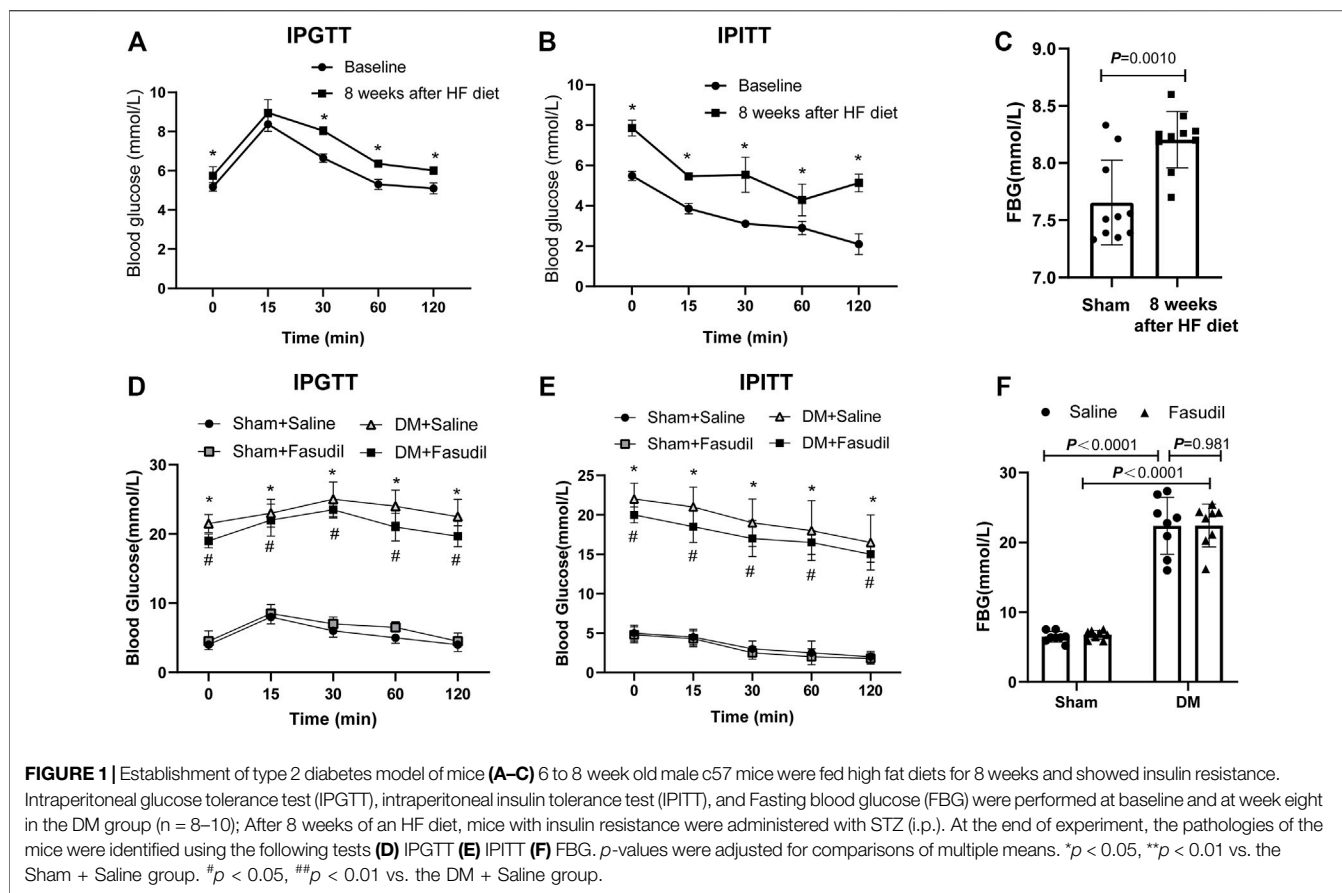 A
IPGTT
Baseline
8 weeks after HF diet
Blood glucose (mmol/L)
10
8
6
4
2
0
* * * *
0 15 30 60 120
Time (min)
B
IPITT
Baseline
8 weeks after HF diet
Blood glucose (mmol/L)
10
8
6
4
2
0
* * * * *
0 15 30 60 120
Time (min)
C
P=0.0010
FBG(mmol/L)
9.0
8.5
8.0
7.5
7.0
Sham 8 weeks
after HF diet
D
IPGTT
Sham+Saline DM+Saline
Sham+Fasudil DM+Fasudil
Blood Glucose(mmol/L)
30
20
10
0
* * * * *
# # # # #
0 15 30 60 120
Time (min)
E
IPITT
Sham+Saline DM+Saline
Sham+Fasudil DM+Fasudil
Blood Glucose(mmol/L)
25
20
15
10
5
0
* * * * *
# # # # #
0 15 30 60 120
Time (min)
F
Saline Fasudil
P<0.0001 P=0.981
P<0.0001
FBG(mmol/L)
30
20
10
0
Sham DM
FIGURE 1 | Establishment of type 2 diabetes model of mice (A–C) 6 to 8 week old male c57 mice were fed high fat diets for 8 weeks and showed insulin resistance.
Intraperitoneal glucose tolerance test (IPGTT), intraperitoneal insulin tolerance test (IPITT), and Fasting blood glucose (FBG) were performed at baseline and at week eight
in the DM group (n = 8–10); After 8 weeks of an HF diet, mice with insulin resistance were administered with STZ (i.p.). At the end of experiment, the pathologies of the
mice were identified using the following tests (D) IPGTT (E) IPITT (F) FBG. p-values were adjusted for comparisons of multiple means. *p < 0.05, **p < 0.01 vs. the
Sham + Saline group. #p < 0.05, ##p < 0.01 vs. the DM + Saline group.